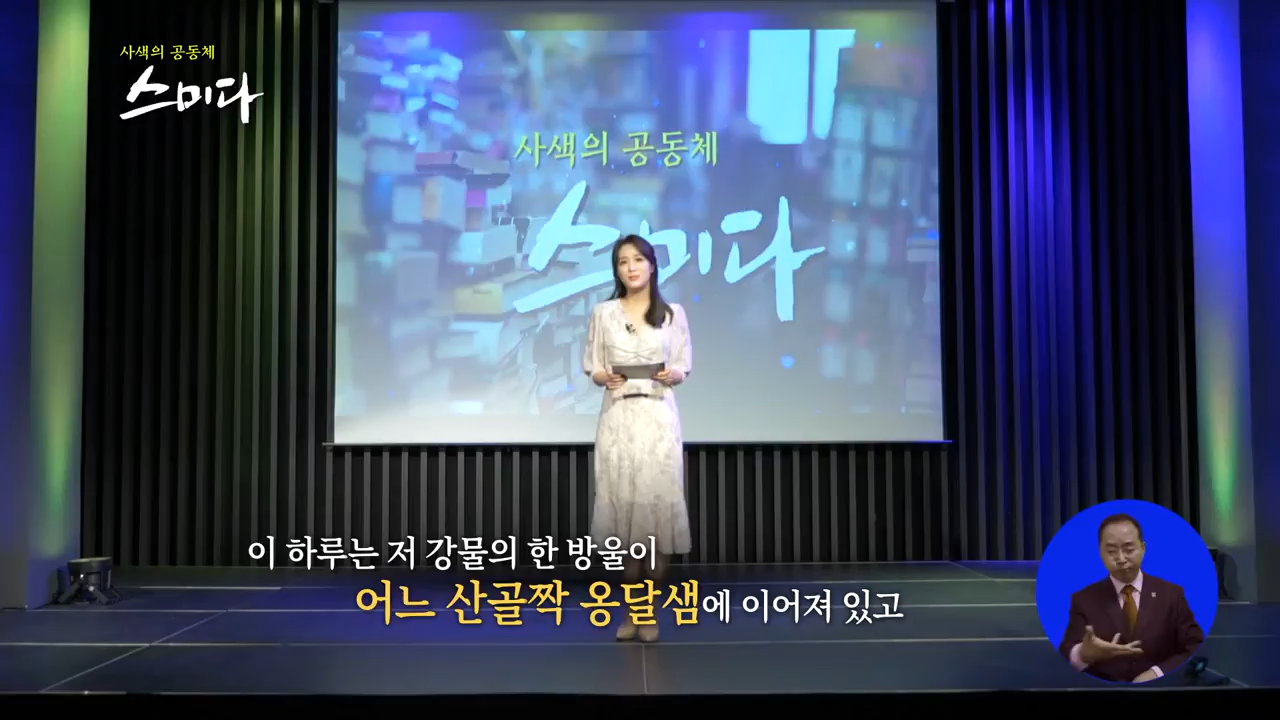 사색의 공동체
스미다
사색의 공동체
스미다
이 하루는 저 강물의 한 방울이
어느 산골짝 옹달샘에 이어져 있고